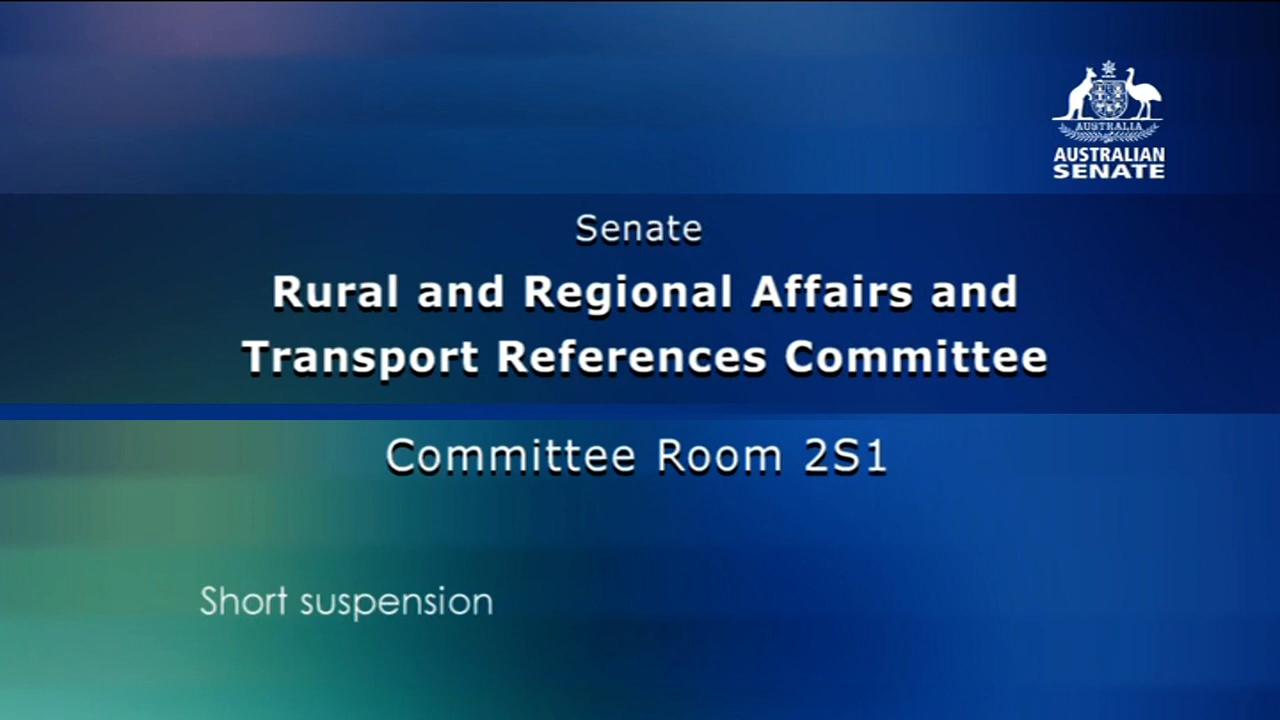 AUSTRALIA
AUSTRALIAN
SENATE
Senate
Rural and Regional Affairs and
Transport References Committee
Committee Room 2S1
Short suspension